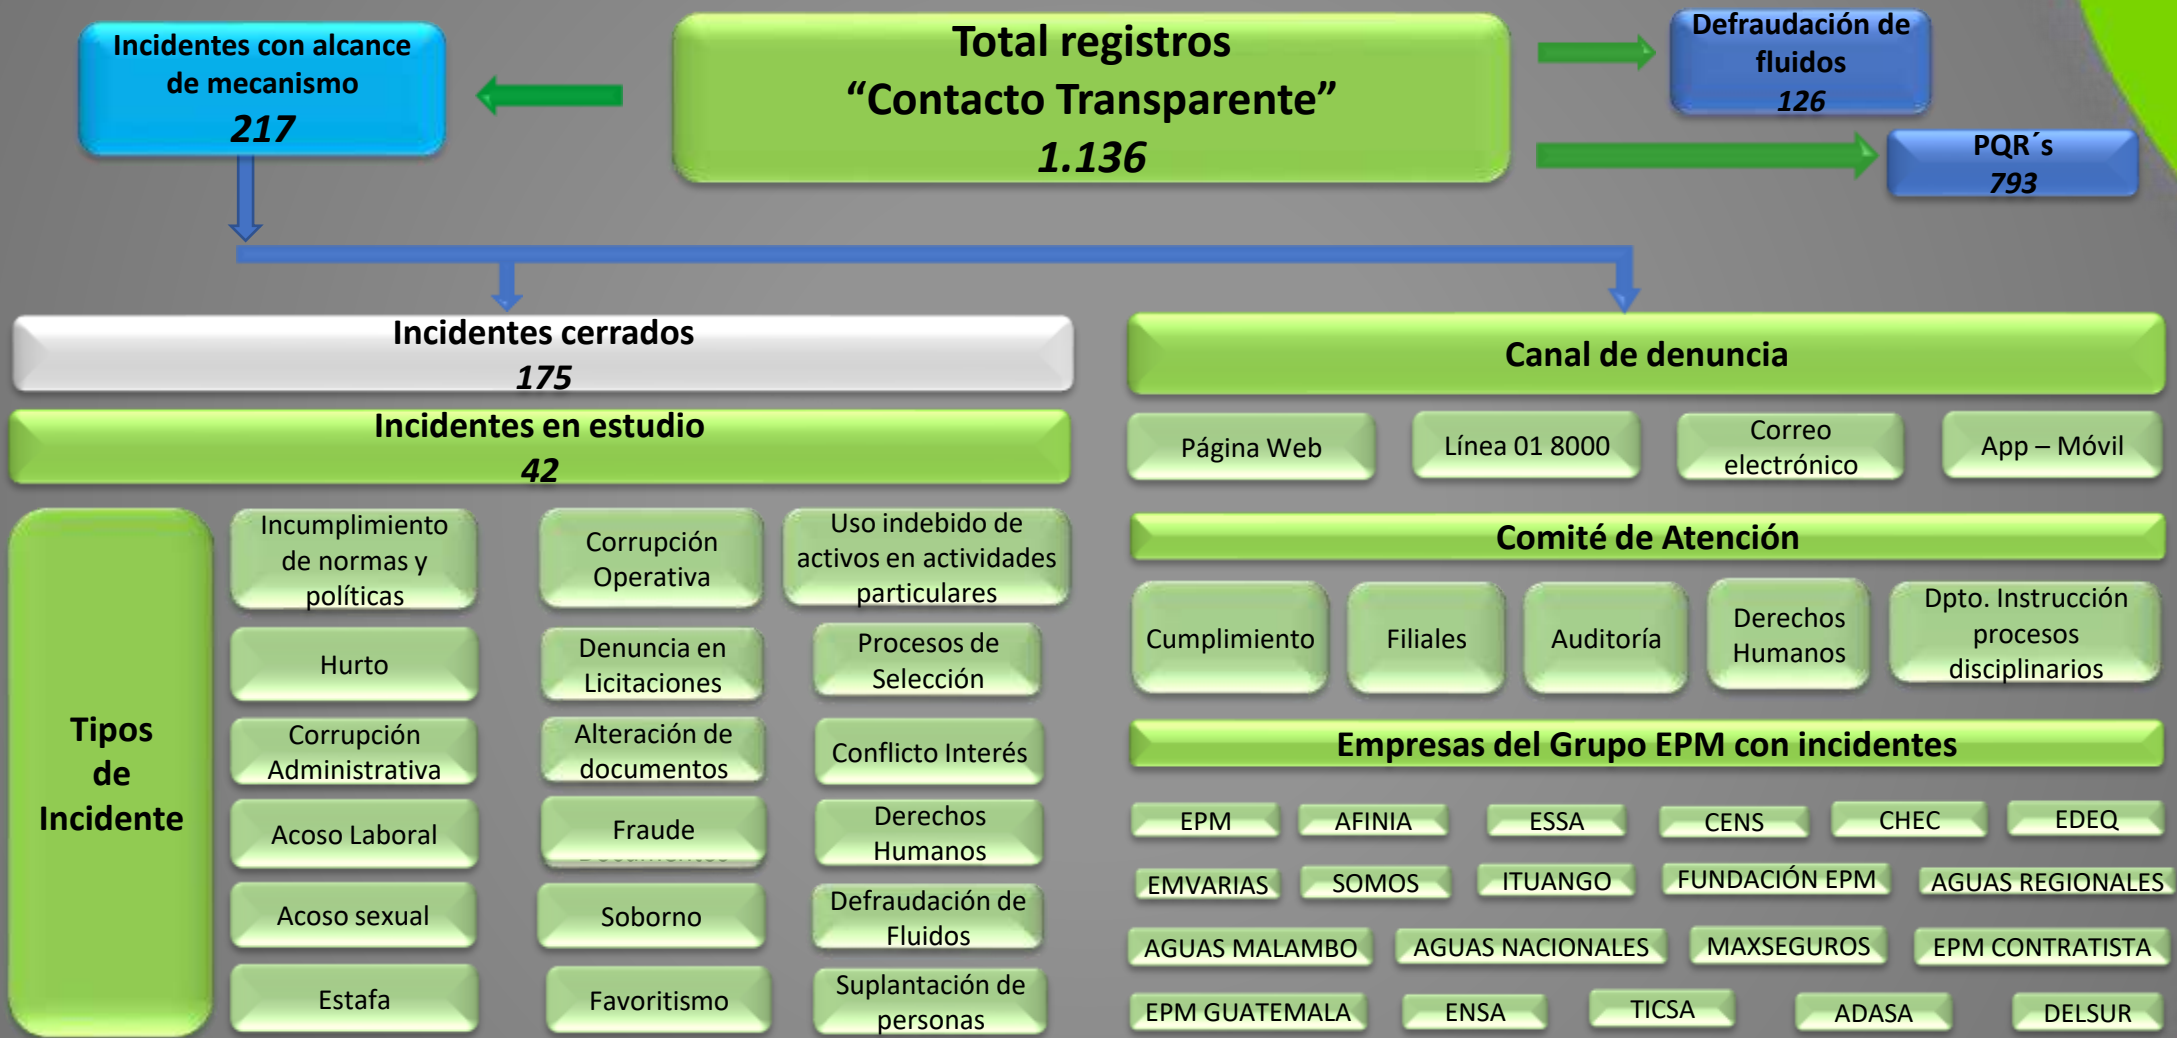 Incidentes con alcance
de mecanismo
217
Total registros
“Contacto Transparente”
1.136
Defraudación de
fluidos
126
PQR´s
793
Incidentes cerrados
175
Incidentes en estudio
42
Tipos
de
Incidente
Incumplimiento
de normas y
políticas
Corrupción
Operativa
Uso indebido de
activos en actividades
particulares
Hurto
Denuncia en
Licitaciones
Procesos de
Selección
Corrupción
Administrativa
Alteración de
documentos
Conflicto Interés
Acoso Laboral
Fraude
Derechos
Humanos
Acoso sexual
Soborno
Defraudación de
Fluidos
Estafa
Favoritismo
Suplantación de
personas
Canal de denuncia
Página Web
Línea 01 8000
Correo
electrónico
App – Móvil
Comité de Atención
Cumplimiento
Filiales
Auditoría
Derechos
Humanos
Dpto. Instrucción
procesos
disciplinarios
Empresas del Grupo EPM con incidentes
EPM
AFINIA
ESSA
CENS
CHEC
EDEQ
EMVARIAS
SOMOS
ITUANGO
FUNDACIÓN EPM
AGUAS REGIONALES
AGUAS MALAMBO
AGUAS NACIONALES
MAXSEGUROS
EPM CONTRATISTA
EPM GUATEMALA
ENSA
TICSA
ADASA
DELSUR